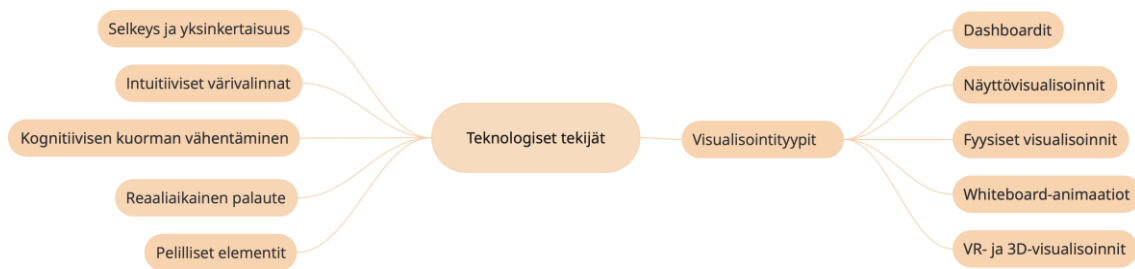 Selkeys ja yksinkertaisuus
Intuitiiviset värivalinnat
Kognitiivisen kuorman vähentäminen
Reaaliaikainen palaute
Pelilliset elementit
Teknologiset tekijät
Visualisointityypit
Dashboardit
Näyttövisualisoinnit
Fyysiset visualisoinnit
Whiteboard-animaatiot
VR- ja 3D-visualisoinnit